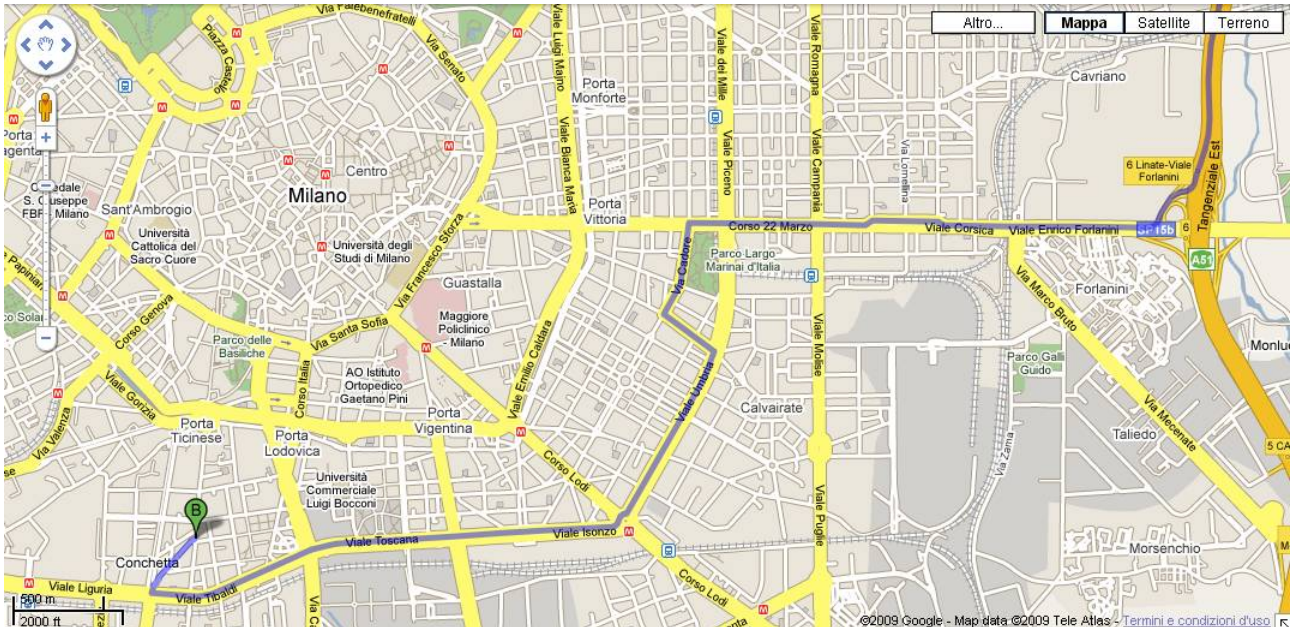 Via Fatebenefratelli
Altro...
Mappa
Satellite
Terreno
Piazza Castello
Via Senato
Viale Luigi Majno
Viale dei Mille
Viale Romagna
Porta
Monforte
Cavriano
Porta
Centro
Milano
Viale Bianca Maria
Viale Piceno
Viale Campania
Via Lomellina
6 Linate-Viale
Forlanini
Tangenziale Est
S. Giuseppe
FBF - Milano
Sant'Ambrogio
Università
Cattolica del
Sacro Cuore
Università degli
Studi di Milano
Via Francesco Sforza
Porta
Vittoria
Corso 22 Marzo
Viale Corsica
Viale Enrico Forlanini
SP15b
6
A51
Papiniano
Corso Genova
Parco delle
Basiliche
Via Santa Sofia
Guastalla
Maggiore
Policlinico
- Milano
Via Cadore
Parco Largo
Marinai d'Italia
Via Marco Bruto
Forlanini
Viale Gorizia
Corso Italia
AO Istituto
Ortopedico
Gaetano Pini
Viale Emilio Caldara
Viale Umbria
Viale Molise
Parco Galli
Guido
Via Valenza
Porta
Ticinese
Porta
Lodovica
Porta
Vigentina
Calvairate
Via Mecenate
Taliedo
Via Zama
5 CA
Università
Commerciale
Luigi Bocconi
Corso Lodi
Viale Puglie
B
Conchetta
Viale Toscana
Viale Isonzo
Morsenchio
Viale Liguria
Viale Tibaldi
Corso Lodi
500 m
2000 ft
©2009 Google - Map data ©2009 Tele Atlas - Termini e condizioni d'uso